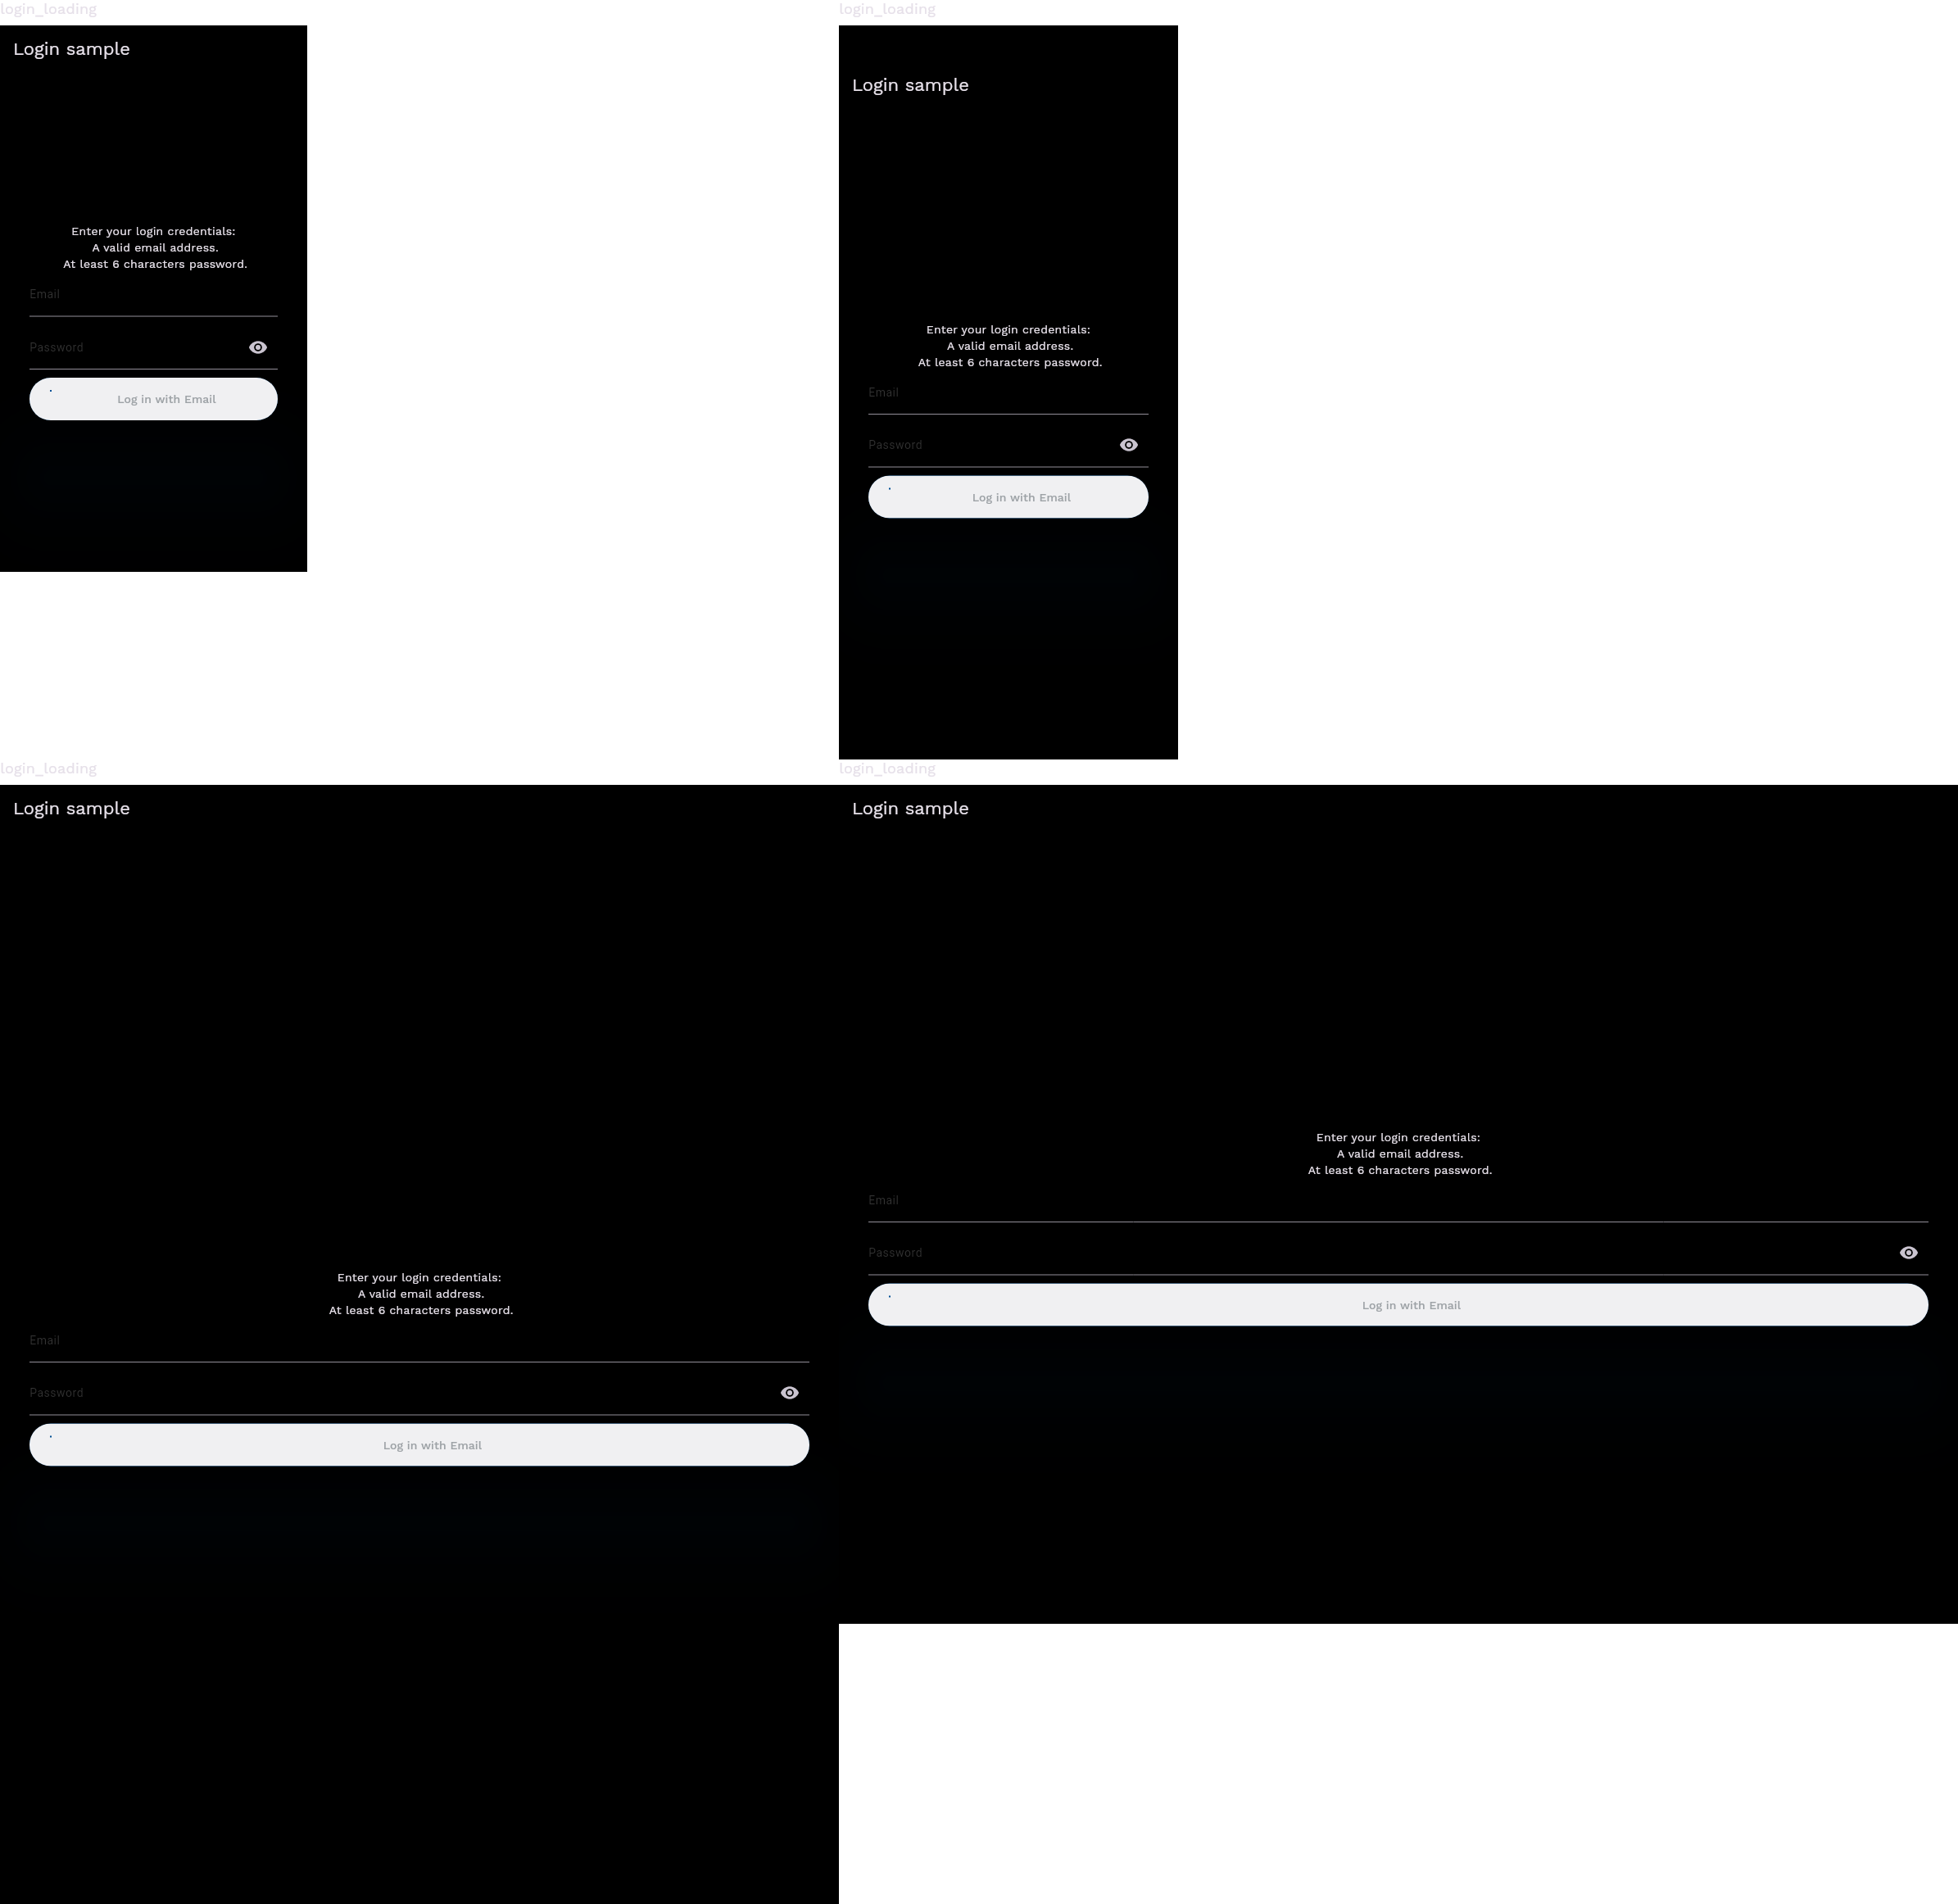 login_loading
Login sample
Enter your login credentials:
A valid email address.
At least 6 characters password.
Email
Password
Log in with Email
login_loading
Login sample
Enter your login credentials:
A valid email address.
At least 6 characters password.
Email
Password
Log in with Email
login_loading
Login sample
Enter your login credentials:
A valid email address.
At least 6 characters password.
Email
Password
Log in with Email
login_loading
Login sample
Enter your login credentials:
A valid email address.
At least 6 characters password.
Email
Password
Log in with Email